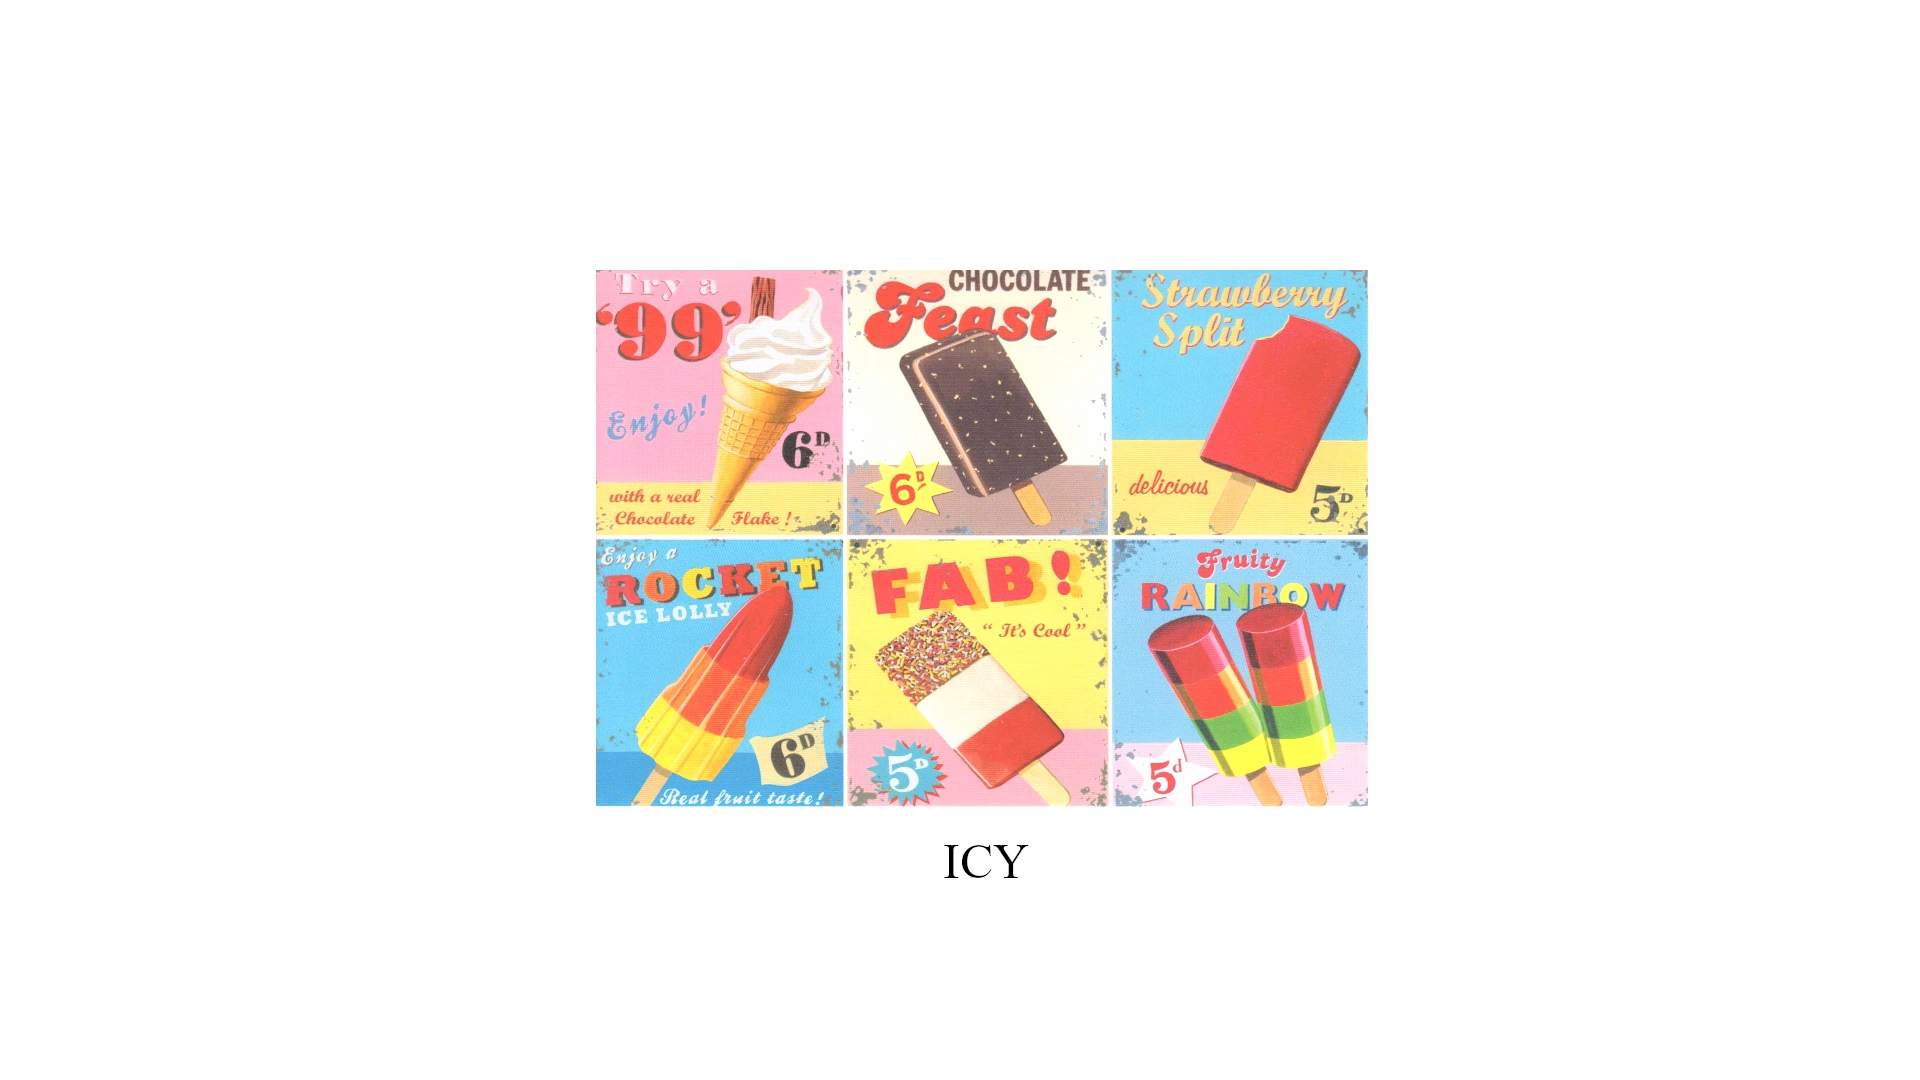 Try a
'99'
Enjoy!
6D
with a real
Chocolate Flake !
CHOCOLATE
Feast
6D
Strawberry
Split
delicious
5D
Enjoy a
ROCKET
ICE LOLLY
6D
Real fruit taste!
FAB!
“ It's Cool ”
5D
Fruity
RAINBOW
5d
ICY